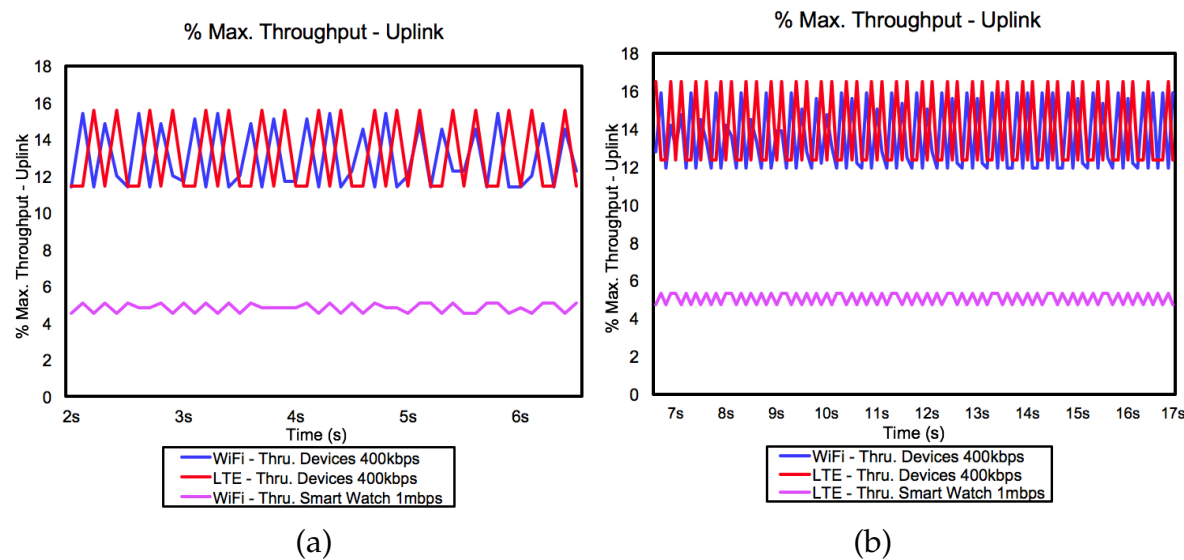 % Max. Throughput - Uplink
% Max. Throughput - Uplink
18
16
14
12
10
8
6
4
2
0
2s 3s 4s 5s 6s
Time (s)
WiFi - Thru. Devices 400kbps
LTE - Thru. Devices 400kbps
WiFi - Thru. Smart Watch 1mbps
(a)
% Max. Throughput - Uplink
% Max. Throughput - Uplink
18
16
14
12
10
8
6
4
2
0
7s 8s 9s 10s 11s 12s 13s 14s 15s 16s 17s
Time (s)
WiFi - Thru. Devices 400kbps
LTE - Thru. Devices 400kbps
LTE - Thru. Smart Watch 1mbps
(b)